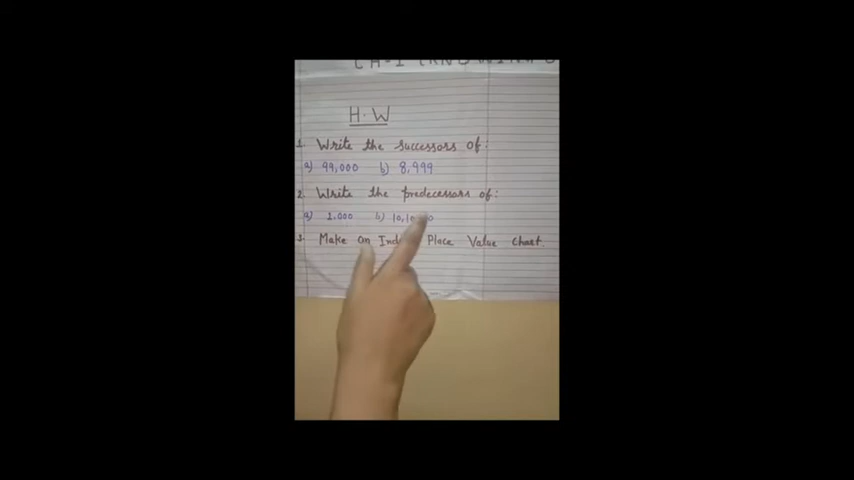 H.W
1. Write the successors of:
a) 99,000 b) 8,999
2. Write the predecessors of:
a) 1.000 b)
3. Make an Place Value Chart.